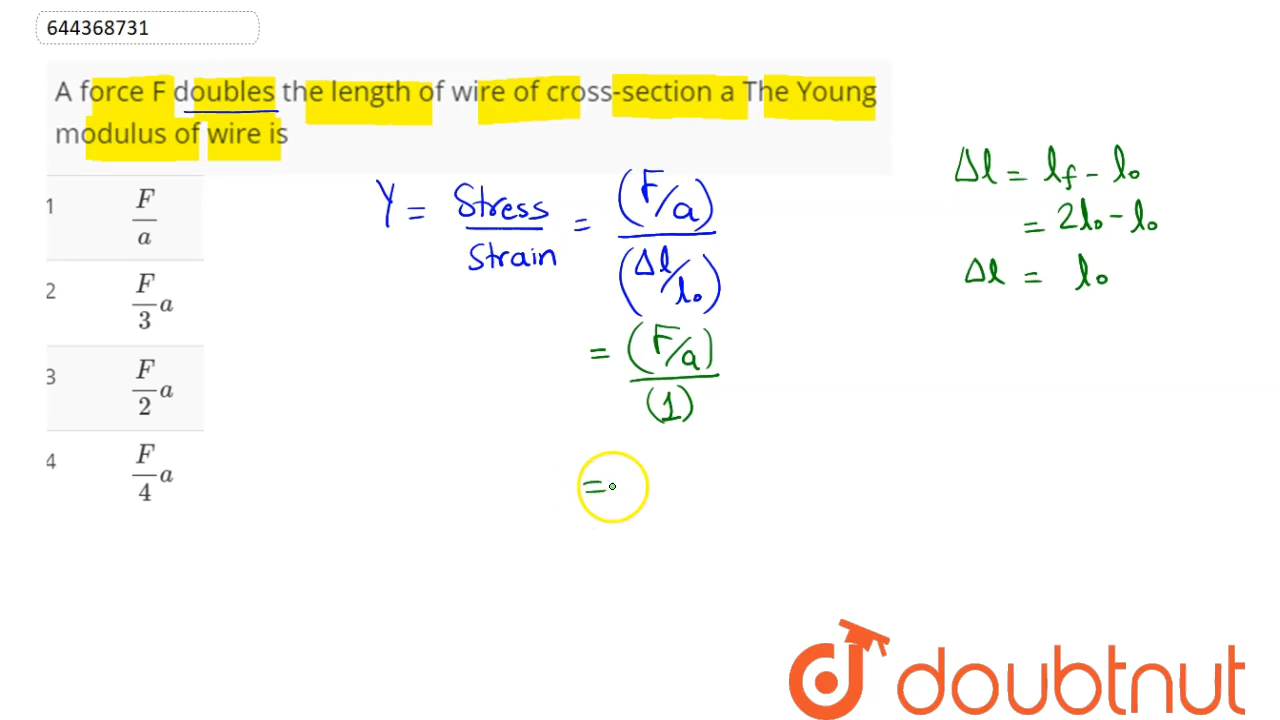 644368731
A force F doubles the length of wire of cross-section a The Young
modulus of wire is
1 F/a
2 F/3 a
3 F/2 a
4 F/4 a
Y = Stress/Strain = (F/a)/(Δl/l₀)
= (F/a)/(1)
=
Δl = lf - l₀
= 2l₀ - l₀
Δl = l₀
doubtnut